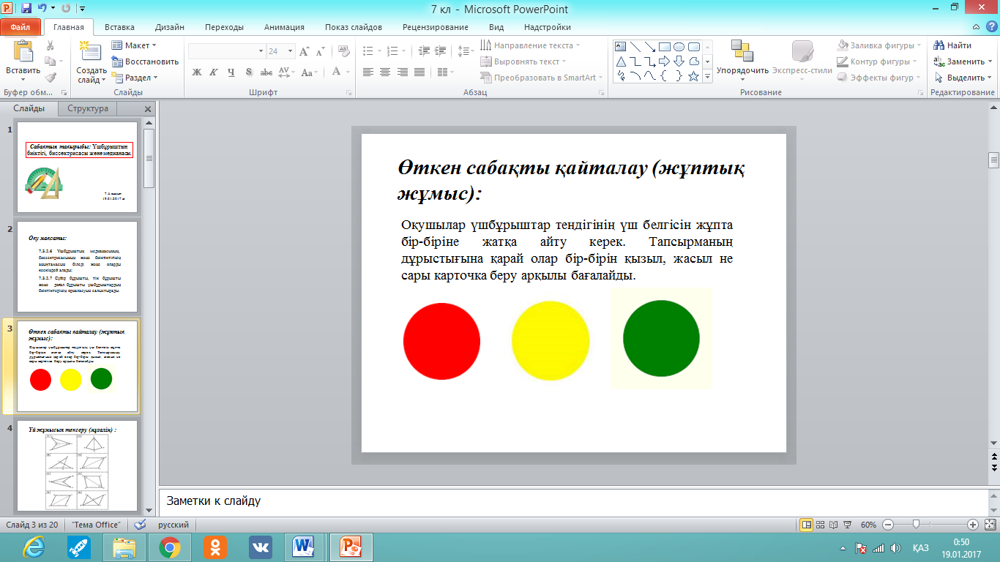 7 кл - Microsoft PowerPoint
Файл Главная Вставка Дизайн Переходы Анимация Показ слайдов Рецензирование Вид Надстройки
Вставить
Создать слайд
Макет
Восстановить
Раздел
24
Ж К Ч S abc AV Aa A
Направление текста
Выровнять текст
Преобразовать в SmartArt
Упорядочить
Экспресс-стили
Заливка фигуры
Контур фигуры
Эффекты фигур
Найти
Заменить
Выделить
Буфер обм... Слайды Шрифт Абзац Рисование Редактирование
Слайды Структура
1
Сабақтың тақырыбы: Үшбұрыштың
биіктігі, биссектрисасы және медианасы.
19.01.2017 ж
2
Оқу мақсаты:
7.3.2.6 Үшбұрыштың медианасының,
биссектрисасының және биіктіктерінің
анықтамасын біледі және оларды
кескіндей алады;
7.3.2.7 Сүйір бұрышты, тік бұрышты
және доғал бұрышты үшбұрыштардың
биіктіктерінің орналасуын салыстырады.
3
Өткен сабақты қайталау (жұптық
жұмыс):
Оқушылар үшбұрыштар теңдігінің үш белгісін жұпта
бір-біріне жатқа айту керек. Тапсырманың
дұрыстығына қарай олар бір-бірін қызыл, жасыл не
сары карточка беру арқылы бағалайды.
4
Үй жұмысын тексеру (мұғалім) :
Өткен сабақты қайталау (жұптық
жұмыс):
Оқушылар үшбұрыштар теңдігінің үш белгісін жұпта
бір-біріне жатқа айту керек. Тапсырманың
дұрыстығына қарай олар бір-бірін қызыл, жасыл не
сары карточка беру арқылы бағалайды.
Заметки к слайду
Слайд 3 из 20 "Тема Office" русский 60%
ҚАЗ
0:50
19.01.2017